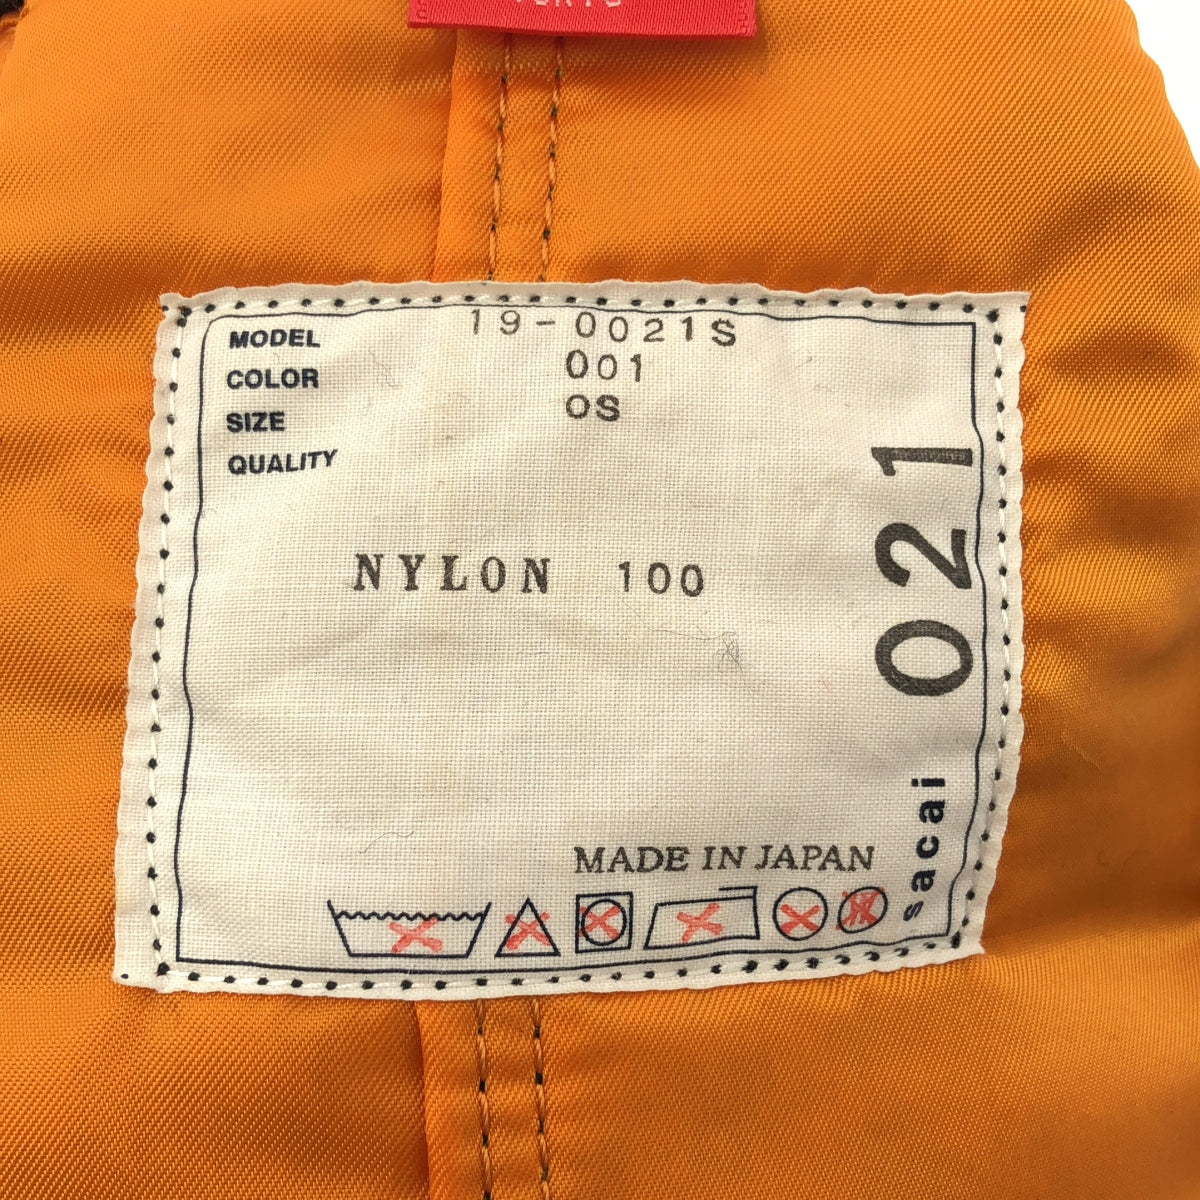 MODEL 19-0021S
COLOR 001
SIZE OS
QUALITY
NYLON 100
MADE IN JAPAN
sacai 021